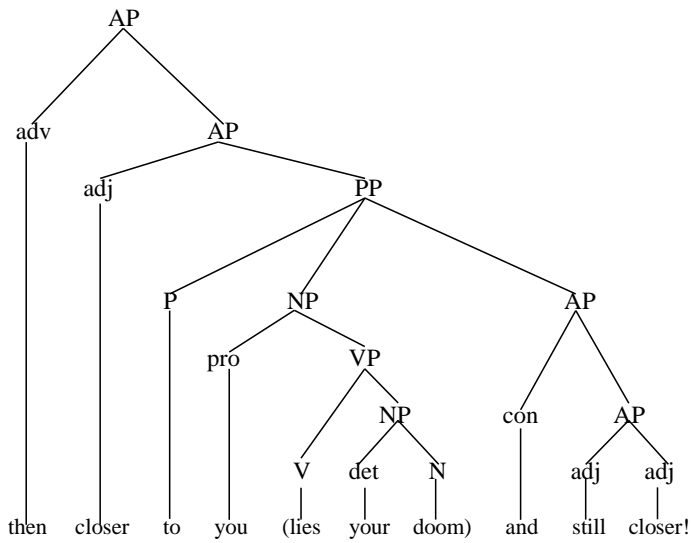 AP
adv AP
adj PP
P NP AP
pro VP
NP con AP
V det N adj adj
then closer to you (lies your doom) and still closer!